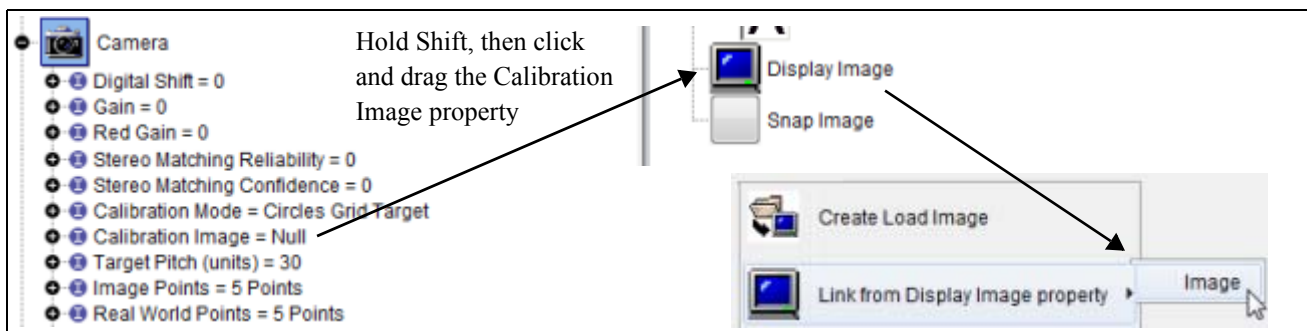 Camera
Digital Shift = 0
Gain = 0
Red Gain = 0
Stereo Matching Reliability = 0
Stereo Matching Confidence = 0
Calibration Mode = Circles Grid Target
Calibration Image = Null
Target Pitch (units) = 30
Image Points = 5 Points
Real World Points = 5 Points
Hold Shift, then click
and drag the Calibration
Image property
Display Image
Snap Image
Create Load Image
Link from Display Image property
Image